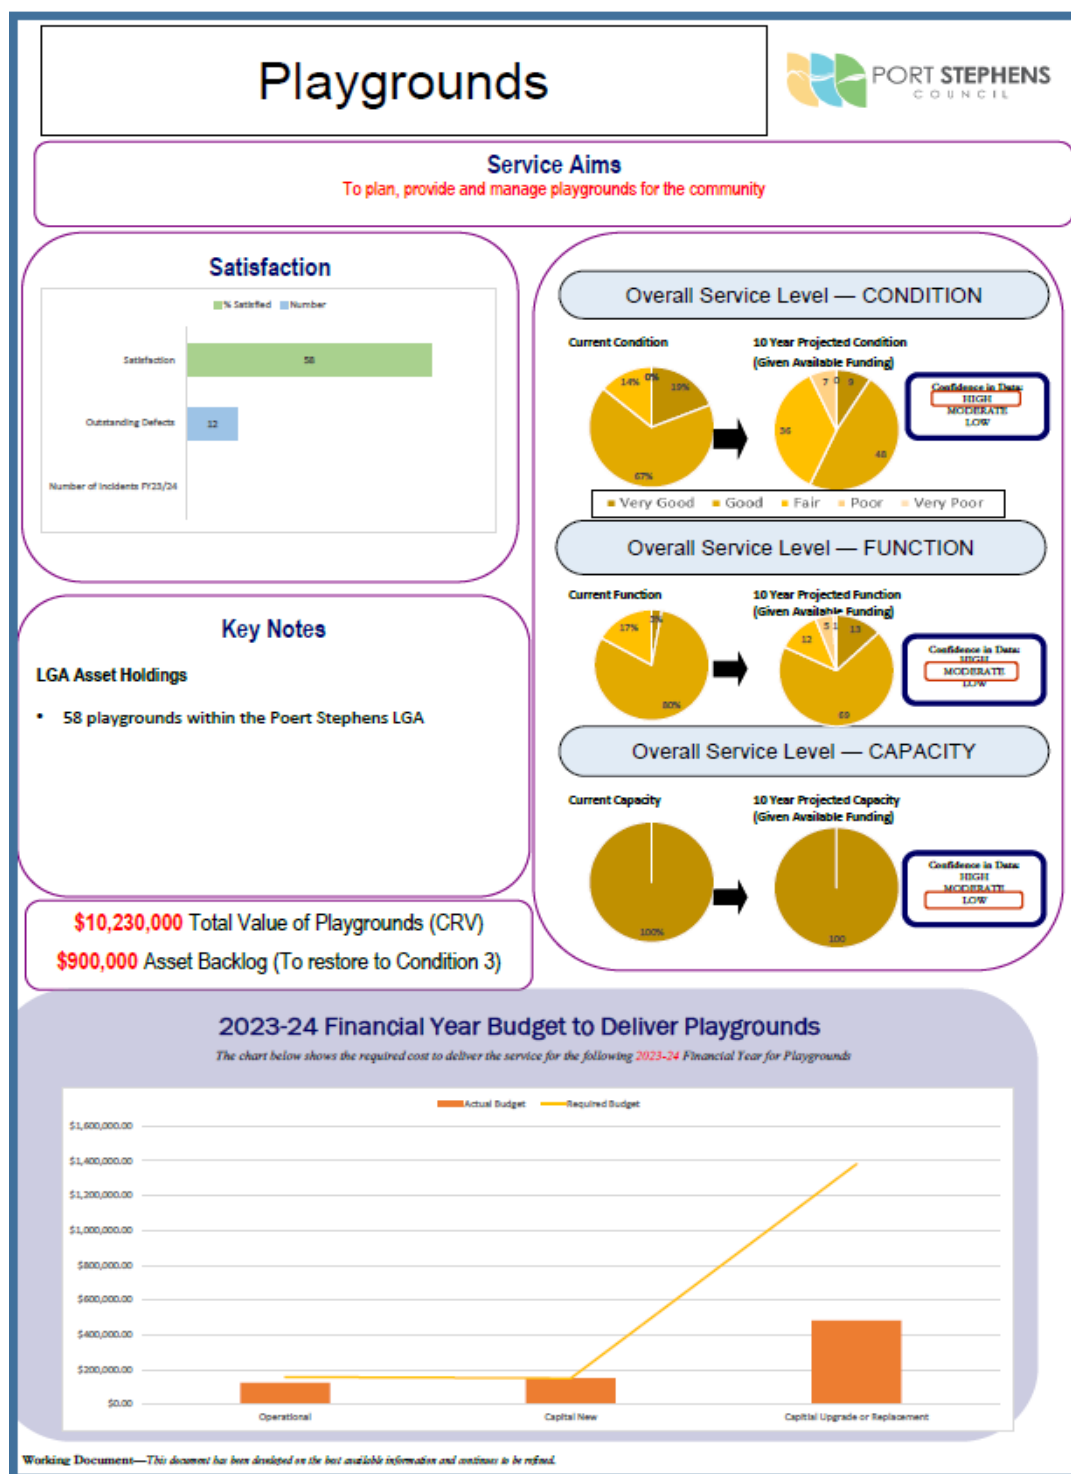 Playgrounds
PORT STEPHENS
COUNCIL
Service Aims
To plan, provide and manage playgrounds for the community
Satisfaction
% Satisfied Number
Satisfaction 58
Outstanding Defects 12
Number of Incidents FY23/24
Key Notes
LGA Asset Holdings
• 58 playgrounds within the Poert Stephens LGA
$10,230,000 Total Value of Playgrounds (CRV)
$900,000 Asset Backlog (To restore to Condition 3)
Overall Service Level — CONDITION
Current Condition
14% 0% 19%
67%
10 Year Projected Condition
(Given Available Funding)
7 0 9
36
48
Confidence in Data:
HIGH
MODERATE
LOW
Very Good Good Fair Poor Very Poor
Overall Service Level — FUNCTION
Current Function
17% 3%
80%
10 Year Projected Function
(Given Available Funding)
5 1 13
12
69
Confidence in Data:
HIGH
MODERATE
LOW
Overall Service Level — CAPACITY
Current Capacity
100%
10 Year Projected Capacity
(Given Available Funding)
100
Confidence in Data:
HIGH
MODERATE
LOW
2023-24 Financial Year Budget to Deliver Playgrounds
The chart below shows the required cost to deliver the service for the following 2023-24 Financial Year for Playgrounds
Actual Budget Required Budget
$1,600,000.00
$1,400,000.00
$1,200,000.00
$1,000,000.00
$800,000.00
$600,000.00
$400,000.00
$200,000.00
$0.00
Operational Capital New Capitial Upgrade or Replacement
Working Document—This document has been developed on the best available information and continues to be refined.